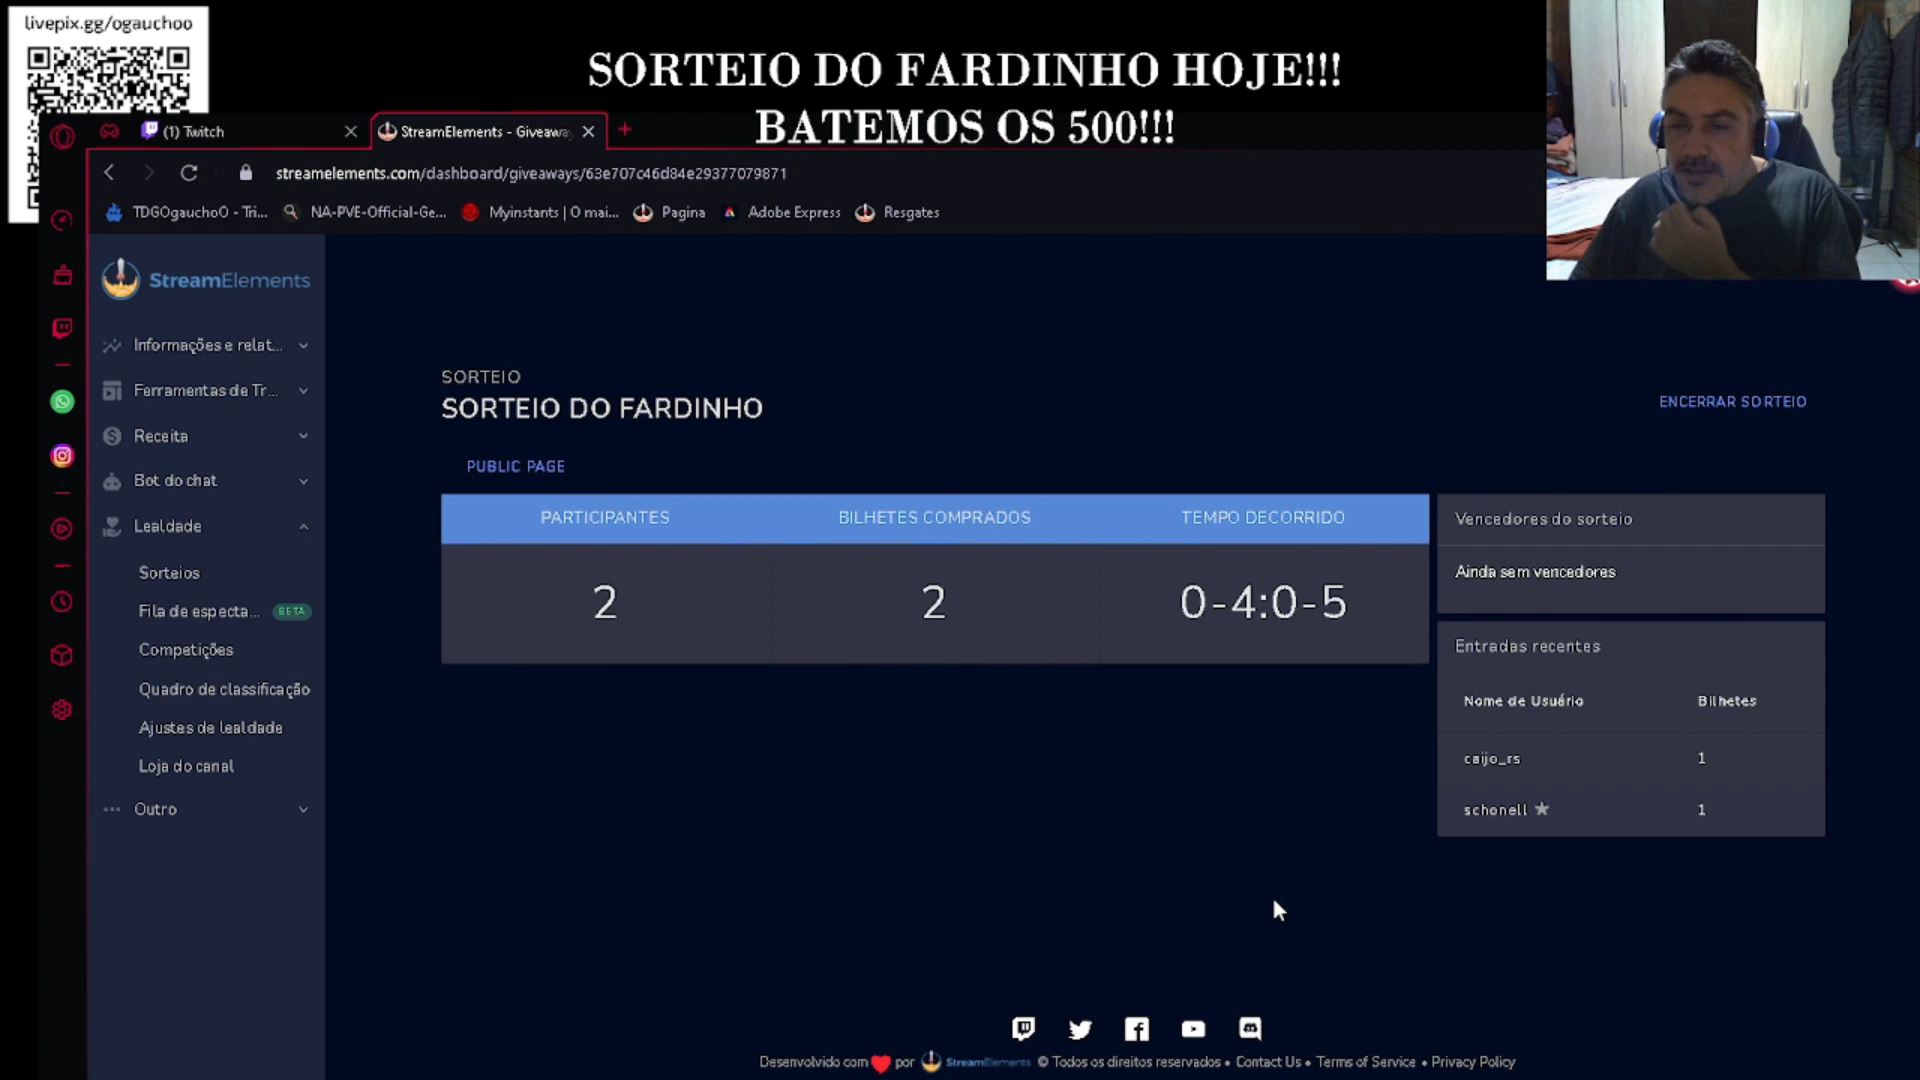 livepix.gg/ogauchoo
SORTEIO DO FARDINHO HOJE!!!
BATEMOS OS 500!!!
(1) Twitch
StreamElements - Giveawa
streamelements.com/dashboard/giveaways/63e707c46d84e29377079871
TDGOgauchoO - Tri...
NA-PVE-Official-Ge...
Myinstants | O mai...
Pagina
Adobe Express
Resgates
StreamElements
Informações e relat...
Ferramentas de Tr...
Receita
Bot do chat
Lealdade
Sorteios
Fila de especta... BETA
Competições
Quadro de classificação
Ajustes de lealdade
Loja do canal
Outro
SORTEIO
SORTEIO DO FARDINHO
ENCERRAR SORTEIO
PUBLIC PAGE
PARTICIPANTES
BILHETES COMPRADOS
TEMPO DECORRIDO
2
2
0-4:0-5
Vencedores do sorteio
Ainda sem vencedores
Entradas recentes
Nome de Usuário Bilhetes
caijo_rs 1
schonell 1
Desenvolvido com por StreamElements © Todos os direitos reservados • Contact Us • Terms of Service • Privacy Policy